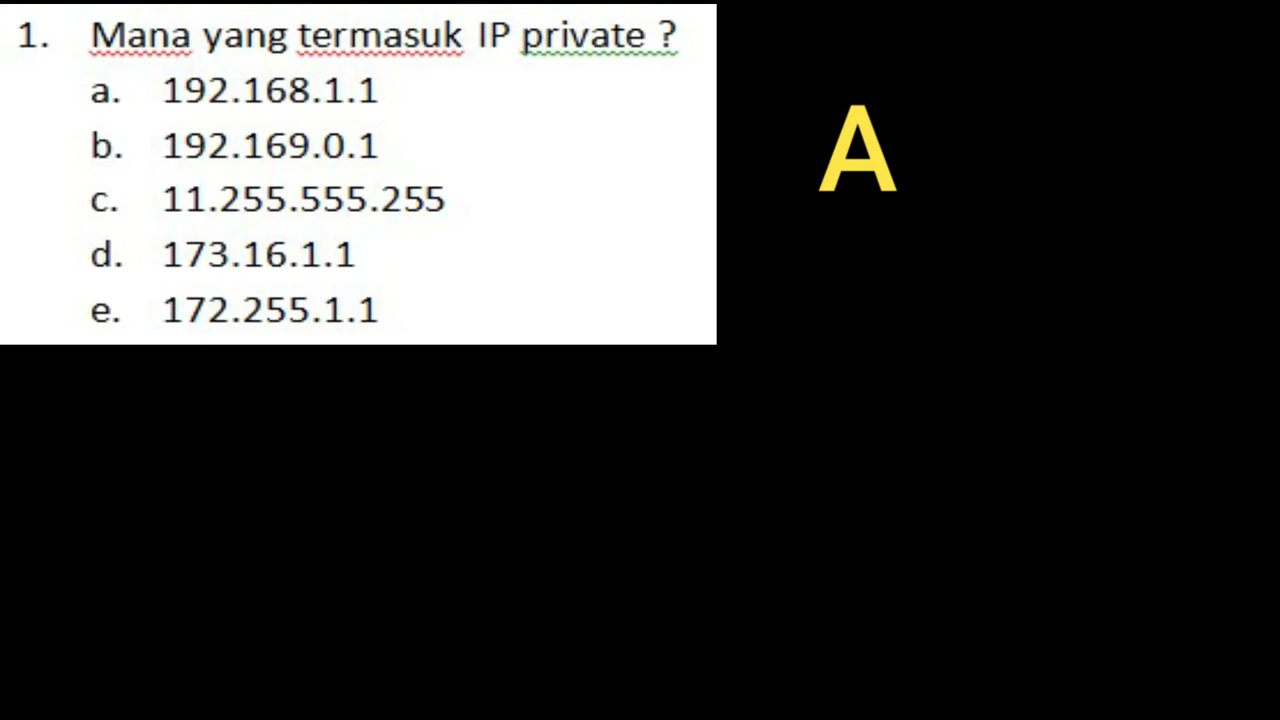 1. Mana yang termasuk IP private ?
a. 192.168.1.1
b. 192.169.0.1
c. 11.255.555.255
d. 173.16.1.1
e. 172.255.1.1
A